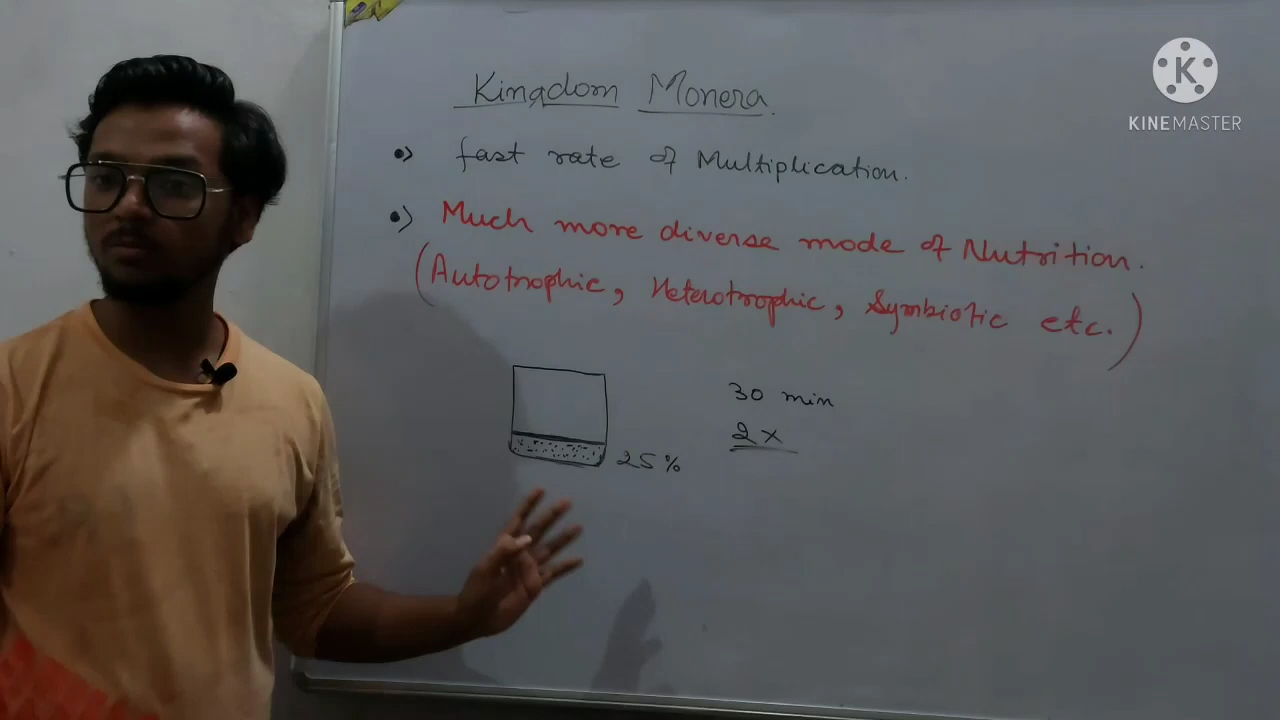 Kingdom Monera.
fast rate of Multiplication.
Much more diverse mode of Nutrition.
(Autotrophic, Heterotrophic, Symbiotic etc.)
30 min
2x
25%
K
KINEMASTER